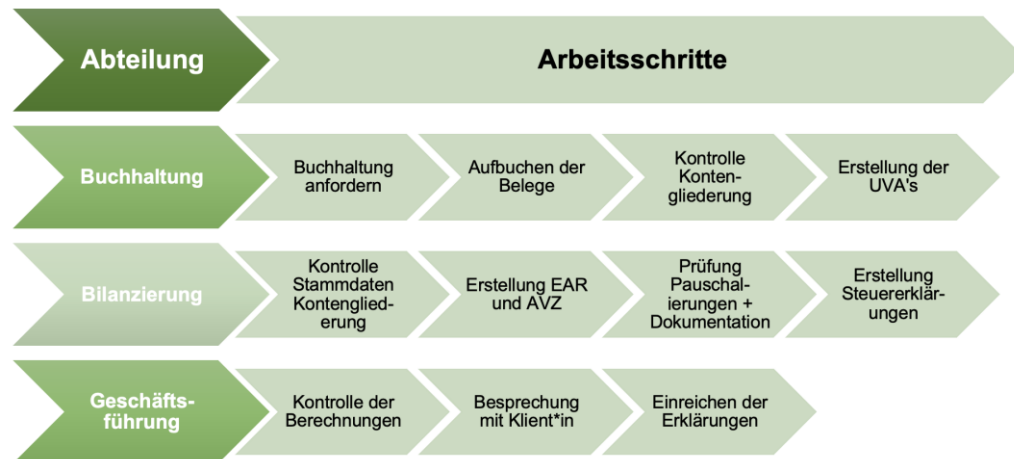 Abteilung
Arbeitsschritte
Buchhaltung
Buchhaltung
anfordern
Aufbuchen der
Belege
Kontrolle
Konten-
gliederung
Erstellung der
UVA's
Bilanzierung
Kontrolle
Stammdaten
Kontengliede-
erung
Erstellung EAR
und AVZ
Prüfung
Pauschal-
ierungen +
Dokumentation
Erstellung
Steuererklär-
ungen
Geschäfts-
führung
Kontrolle der
Berechnungen
Besprechung
mit Klient*in
Einreichen der
Erklärungen